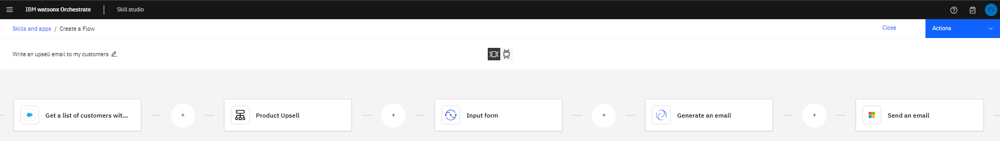 IBM watsonx Orchestrate
Skill studio
Skills and apps / Create a Flow
Close
Actions
Write an upsell email to my customers
Get a list of customers wit...
+
Product Upsell
+
Input form
+
Generate an email
+
Send an email